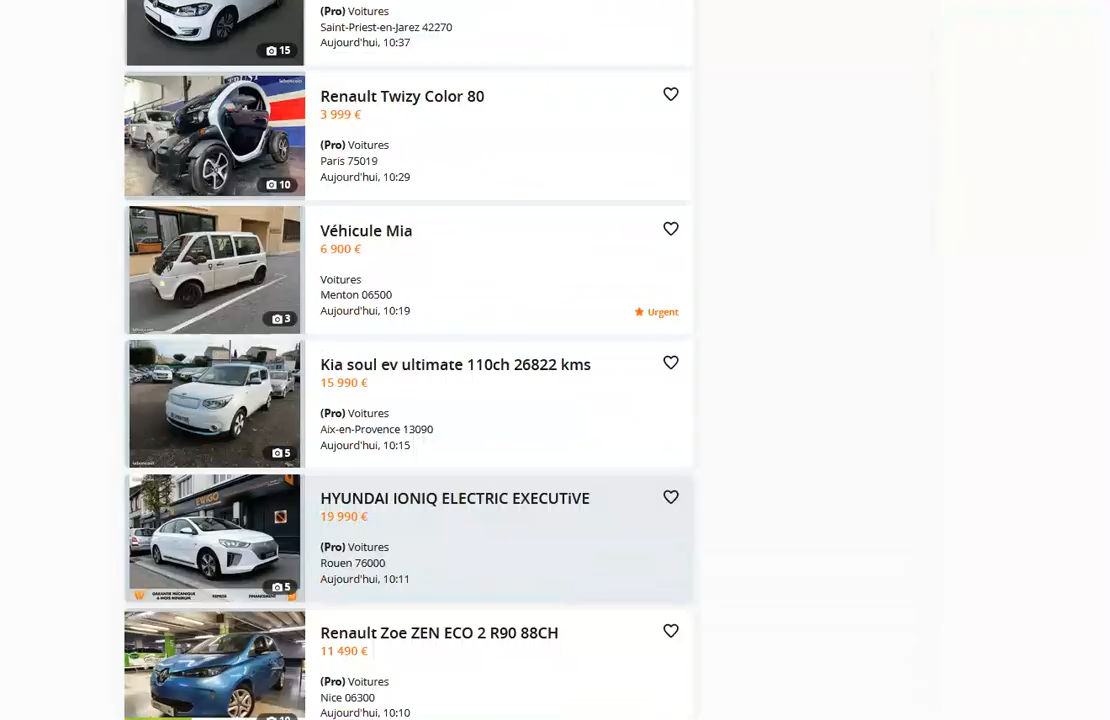 (Pro) Voitures
Saint-Priest-en-Jarez 42270
Aujourd'hui, 10:37
15
Renault Twizy Color 80
3 999 €
(Pro) Voitures
Paris 75019
Aujourd'hui, 10:29
10
Véhicule Mia
6 900 €
Voitures
Menton 06500
Aujourd'hui, 10:19
Urgent
3
Kia soul ev ultimate 110ch 26822 kms
15 990 €
(Pro) Voitures
Aix-en-Provence 13090
Aujourd'hui, 10:15
5
HYUNDAI IONIQ ELECTRIC EXECUTiVE
19 990 €
(Pro) Voitures
Rouen 76000
Aujourd'hui, 10:11
EWIGO
5
Renault Zoe ZEN ECO 2 R90 88CH
11 490 €
(Pro) Voitures
Nice 06300
Aujourd'hui, 10:10
10